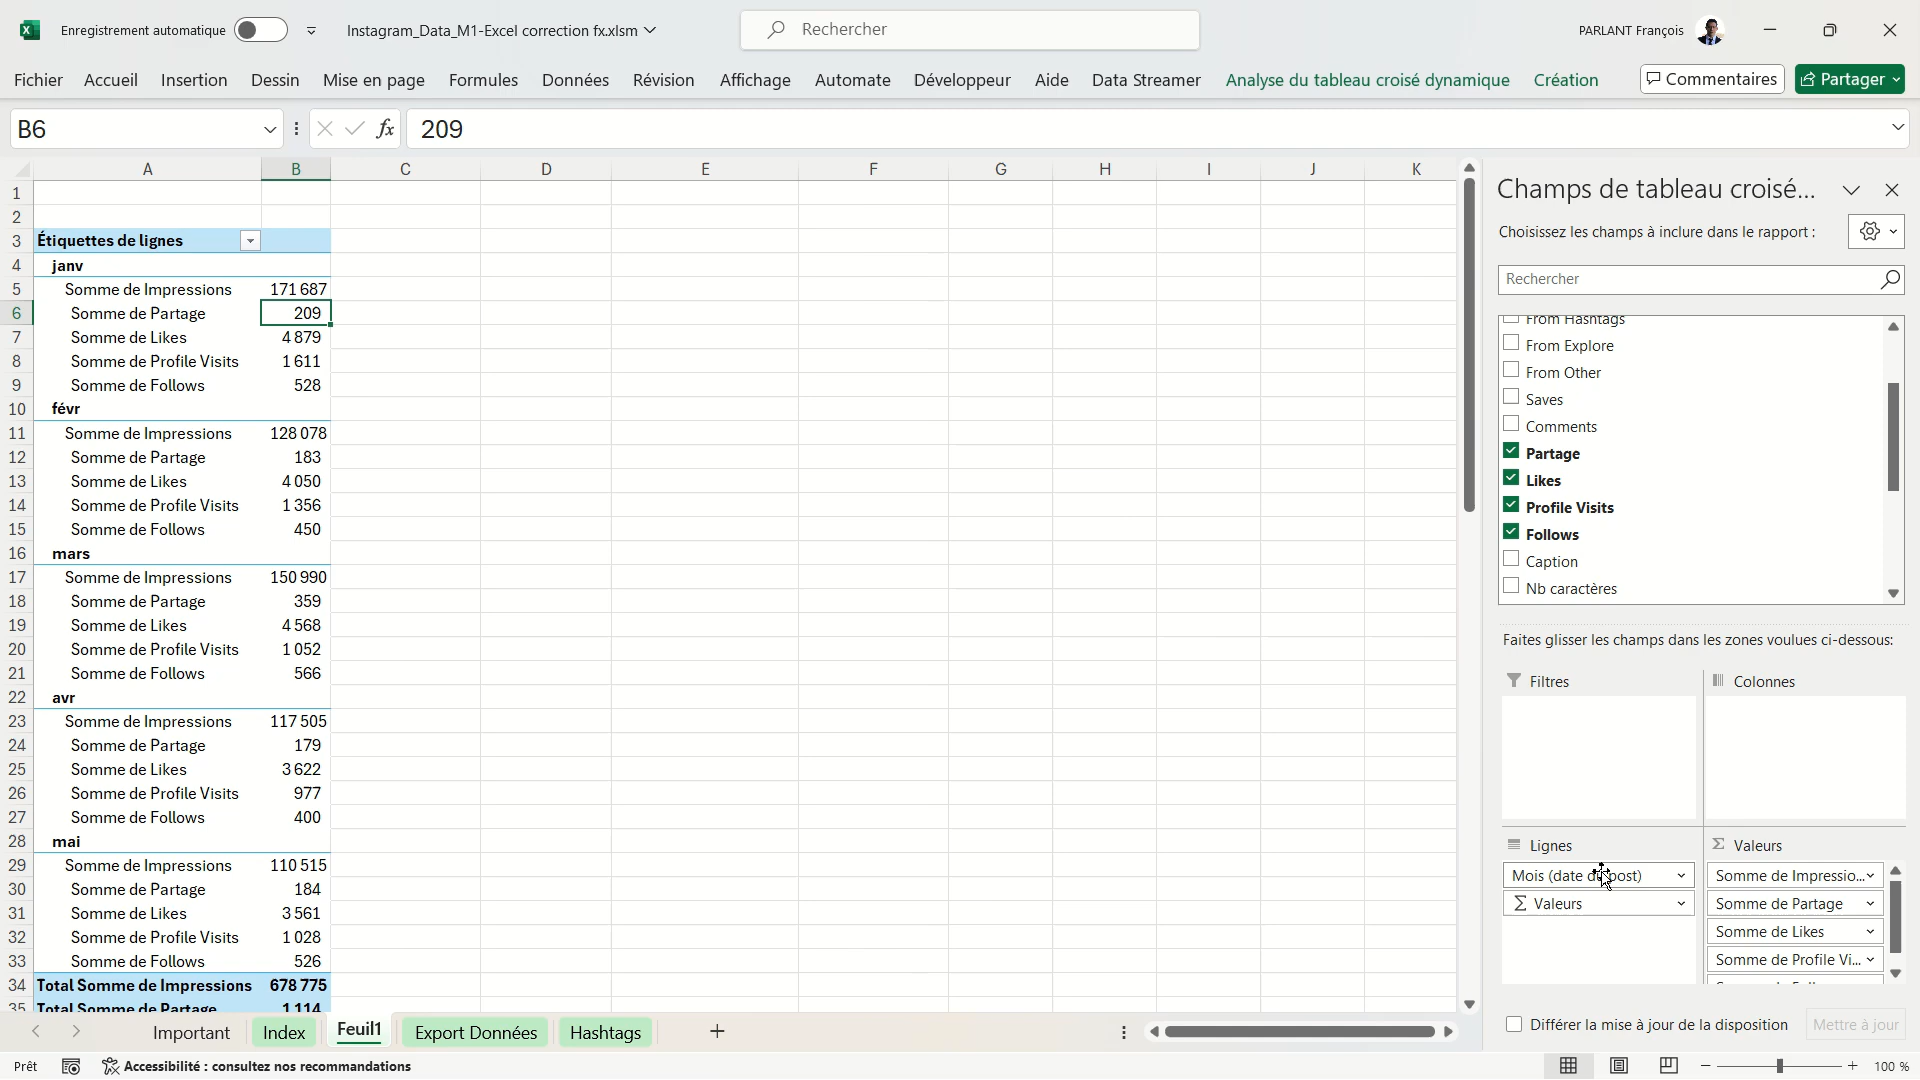 Enregistrement automatique
Instagram_Data_M1-Excel correction fx.xlsm
Rechercher
PARLANT François
Fichier Accueil Insertion Dessin Mise en page Formules Données Révision Affichage Automate Développeur Aide Data Streamer Analyse du tableau croisé dynamique Création
Commentaires
Partager
B6
fx
209
A B C D E F G H I J K
1
2
3 Étiquettes de lignes
4 janv
5 Somme de Impressions 171 687
6 Somme de Partage 209
7 Somme de Likes 4 879
8 Somme de Profile Visits 1 611
9 Somme de Follows 528
10 févr
11 Somme de Impressions 128 078
12 Somme de Partage 183
13 Somme de Likes 4 050
14 Somme de Profile Visits 1 356
15 Somme de Follows 450
16 mars
17 Somme de Impressions 150 990
18 Somme de Partage 359
19 Somme de Likes 4 568
20 Somme de Profile Visits 1 052
21 Somme de Follows 566
22 avr
23 Somme de Impressions 117 505
24 Somme de Partage 179
25 Somme de Likes 3 622
26 Somme de Profile Visits 977
27 Somme de Follows 400
28 mai
29 Somme de Impressions 110 515
30 Somme de Partage 184
31 Somme de Likes 3 561
32 Somme de Profile Visits 1 028
33 Somme de Follows 526
34 Total Somme de Impressions 678 775
35 Total Somme de Partage 1 114
Champs de tableau croisé...
Choisissez les champs à inclure dans le rapport :
Rechercher
From Hashtags
From Explore
From Other
Saves
Comments
Partage
Likes
Profile Visits
Follows
Caption
Nb caractères
Faites glisser les champs dans les zones voulues ci-dessous:
Filtres
Colonnes
Lignes
Mois (date du post)
Σ Valeurs
Σ Valeurs
Somme de Impressio...
Somme de Partage
Somme de Likes
Somme de Profile Vi...
Différer la mise à jour de la disposition
Mettre à jour
Important Index Feuil1 Export Données Hashtags
Prêt
Accessibilité : consultez nos recommandations
100 %